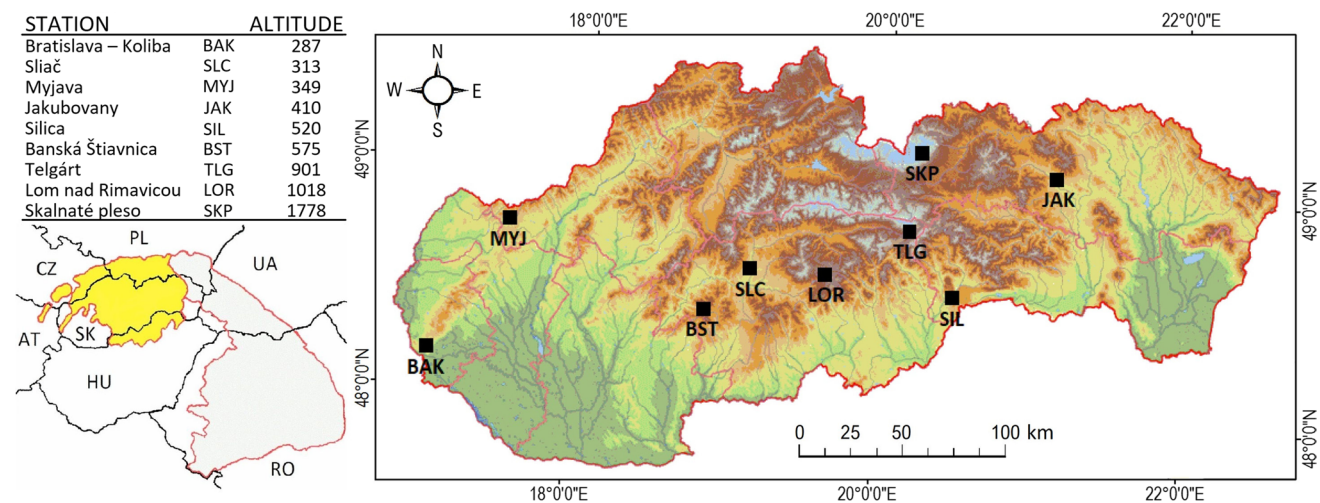 STATION ALTITUDE
Bratislava – Koliba BAK 287
Sliač SLC 313
Myjava MYJ 349
Jakubovany JAK 410
Silica SIL 520
Banská Štiavnica BST 575
Telgárt TLG 901
Lom nad Rimavicou LOR 1018
Skalnaté pleso SKP 1778
PL
CZ
UA
AT
SK
HU
RO
18°0'0"E 20°0'0"E 22°0'0"E
N
W E
S
49°0'0"N
49°0'0"N
SKP
JAK
MYJ
TLG
SLC
LOR
SIL
BST
BAK
48°0'0"N
48°0'0"N
0 25 50 100 km
18°0'0"E 20°0'0"E 22°0'0"E